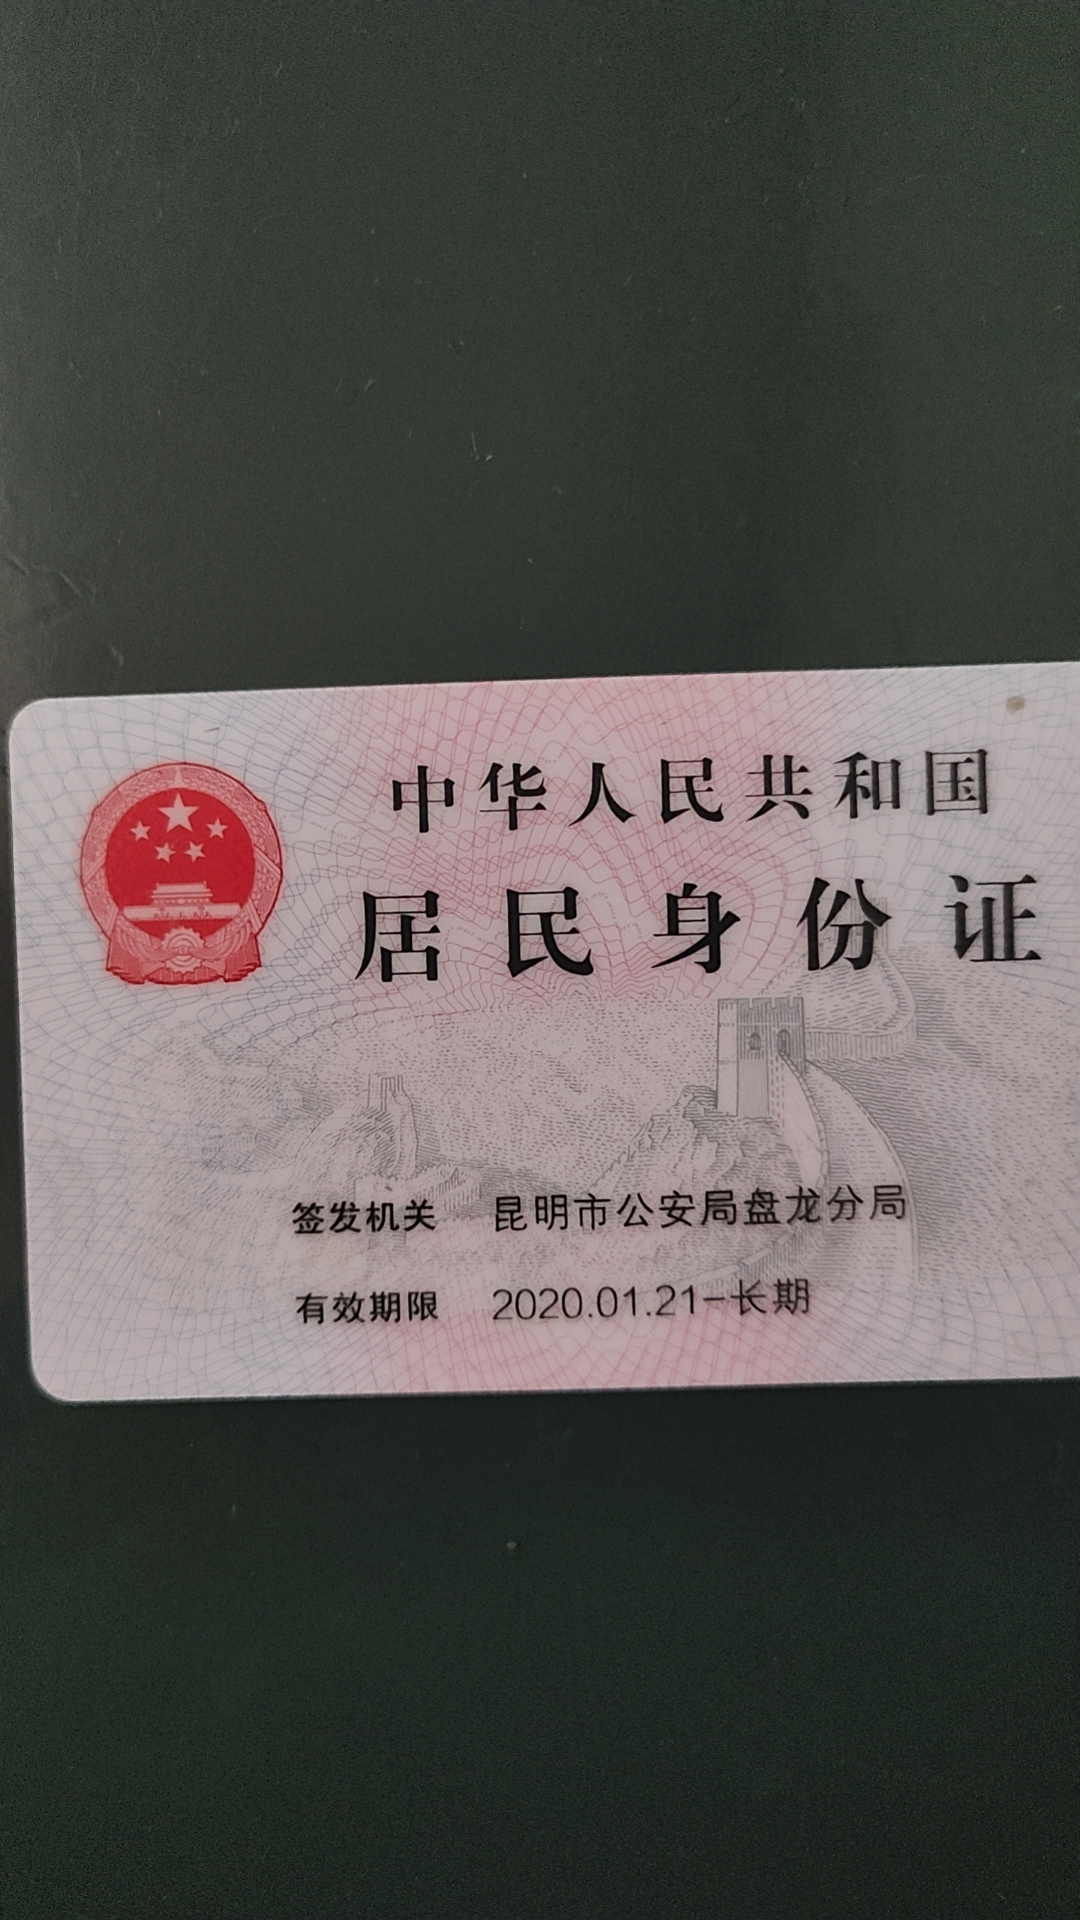 中华人民共和国
居民身份证
签发机关 昆明市公安局盘龙分局
有效期限 2020.01.21-长期